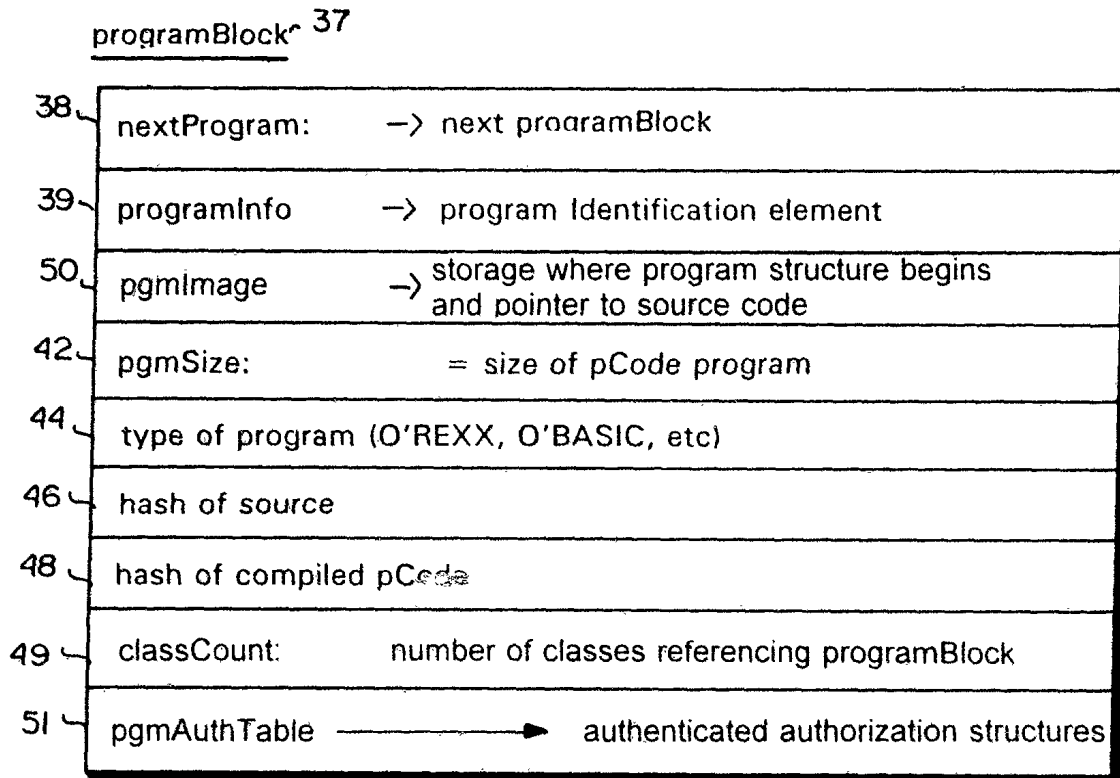 programBlock 37
38 nextProgram: -> next programBlock
39 programInfo -> program Identification element
50 pgmImage -> storage where program structure begins
and pointer to source code
42 pgmSize: = size of pCode program
44 type of program (O'REXX, O'BASIC, etc)
46 hash of source
48 hash of compiled pCode
49 classCount: number of classes referencing programBlock
51 pgmAuthTable authenticated authorization structures